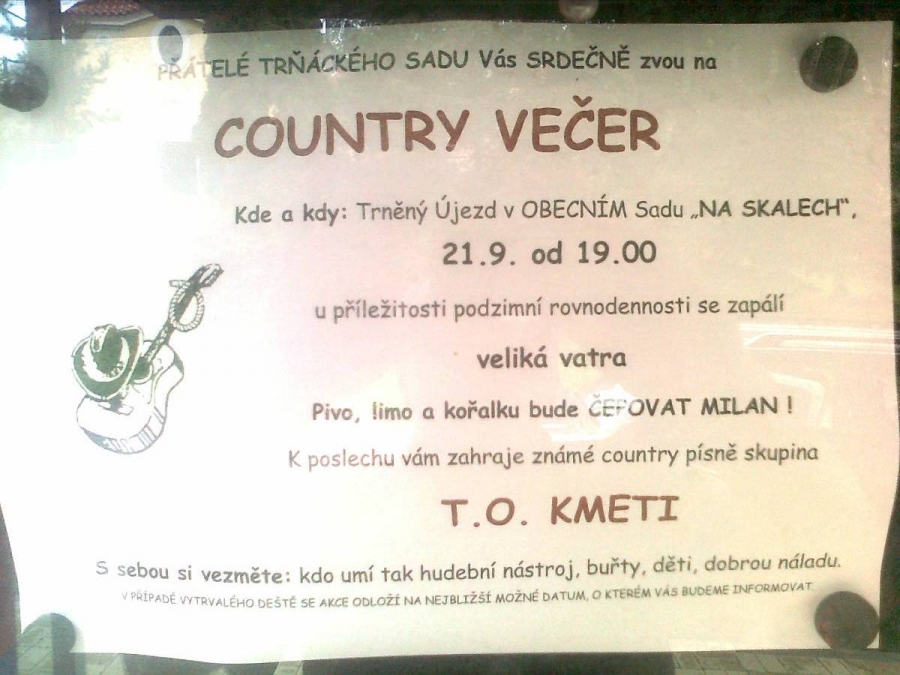 PŘÁTELÉ TRŇÁCKÉHO SADU Vás SRDEČNĚ zvou na
COUNTRY VEČER
Kde a kdy: Trněný Újezd v OBECNÍM Sadu „NA SKALECH“,
21.9. od 19.00
u příležitosti podzimní rovnodennosti se zapálí
veliká vatra
Pivo, limo a kořalku bude ČEPOVAT MILAN !
K poslechu vám zahraje známé country písně skupina
T.O. KMETI
S sebou si vezměte: kdo umí tak hudební nástroj, buřty, děti, dobrou náladu.
V PŘÍPADĚ VYTRVALÉHO DEŠTĚ SE AKCE ODLOŽÍ NA NEJBLIŽŠÍ MOŽNÉ DATUM, O KTERÉM VÁS BUDEME INFORMOVAT.